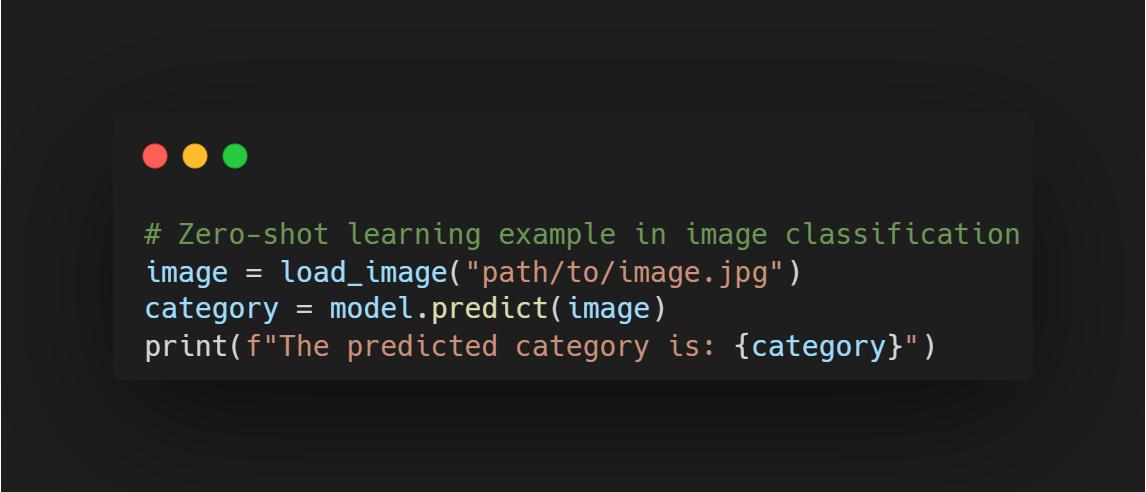 # Zero-shot learning example in image classification
image = load_image("path/to/image.jpg")
category = model.predict(image)
print(f"The predicted category is: {category}")